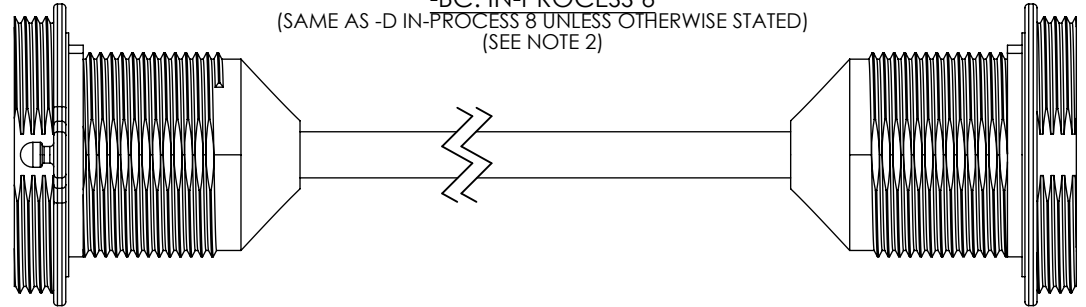 -BC: IN-PROCESS 8
(SAME AS -D IN-PROCESS 8 UNLESS OTHERWISE STATED)
(SEE NOTE 2)